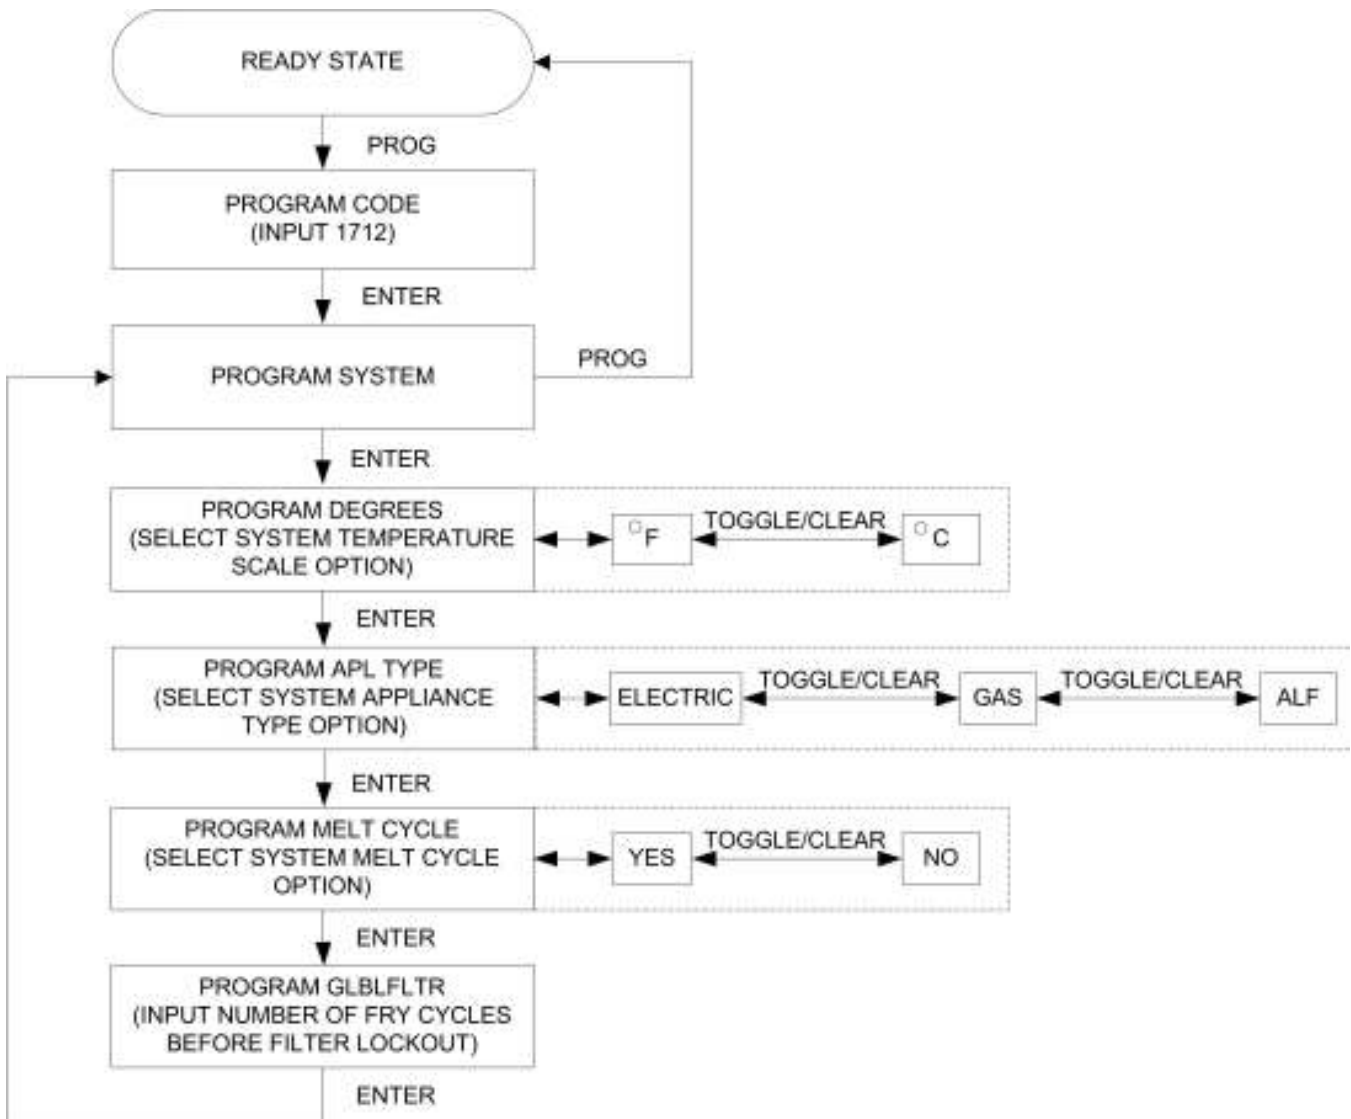 READY STATE
PROG
PROGRAM CODE
(INPUT 1712)
ENTER
PROGRAM SYSTEM
PROG
ENTER
PROGRAM DEGREES
(SELECT SYSTEM TEMPERATURE
SCALE OPTION)
°F
TOGGLE/CLEAR
°C
ENTER
PROGRAM APL TYPE
(SELECT SYSTEM APPLIANCE
TYPE OPTION)
ELECTRIC
TOGGLE/CLEAR
GAS
TOGGLE/CLEAR
ALF
ENTER
PROGRAM MELT CYCLE
(SELECT SYSTEM MELT CYCLE
OPTION)
YES
TOGGLE/CLEAR
NO
ENTER
PROGRAM GLBLFLTR
(INPUT NUMBER OF FRY CYCLES
BEFORE FILTER LOCKOUT)
ENTER